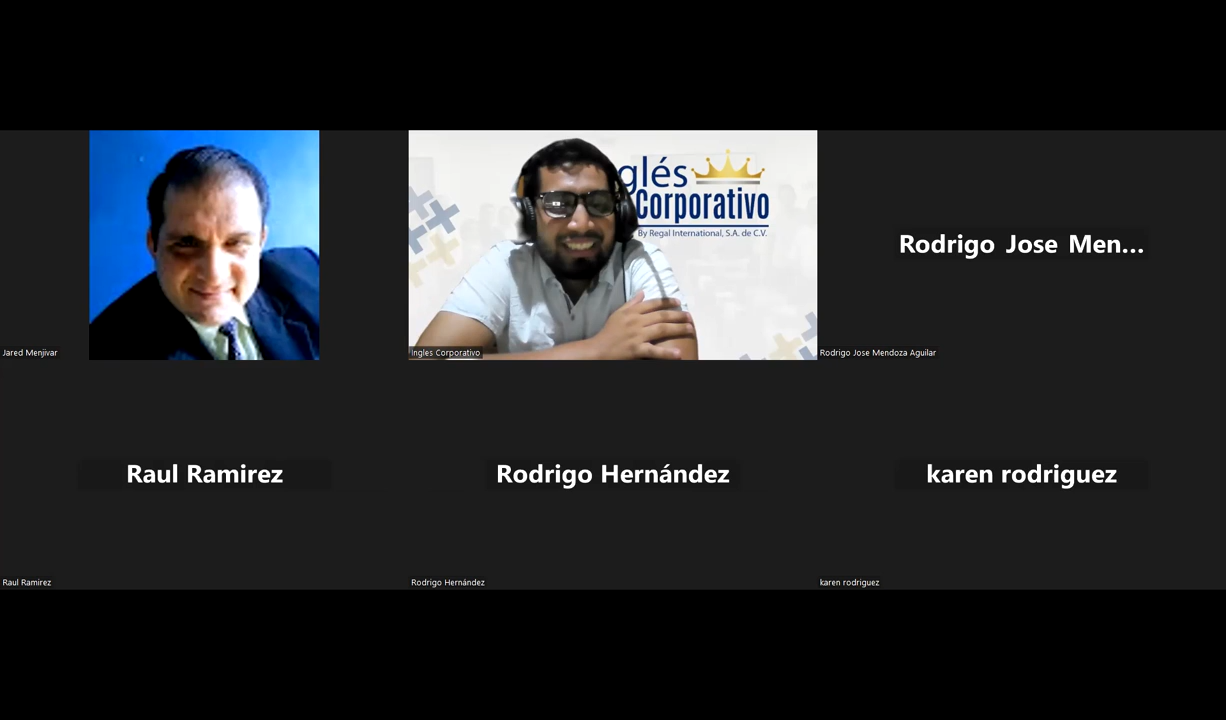 glés
Corporativo
By Regal International, S.A. de C.V.
Rodrigo Jose Men...
Jared Menjivar
Ingles Corporativo
Rodrigo Jose Mendoza Aguilar
Raul Ramirez
Rodrigo Hernández
karen rodriguez
Raul Ramirez
Rodrigo Hernández
karen rodriguez